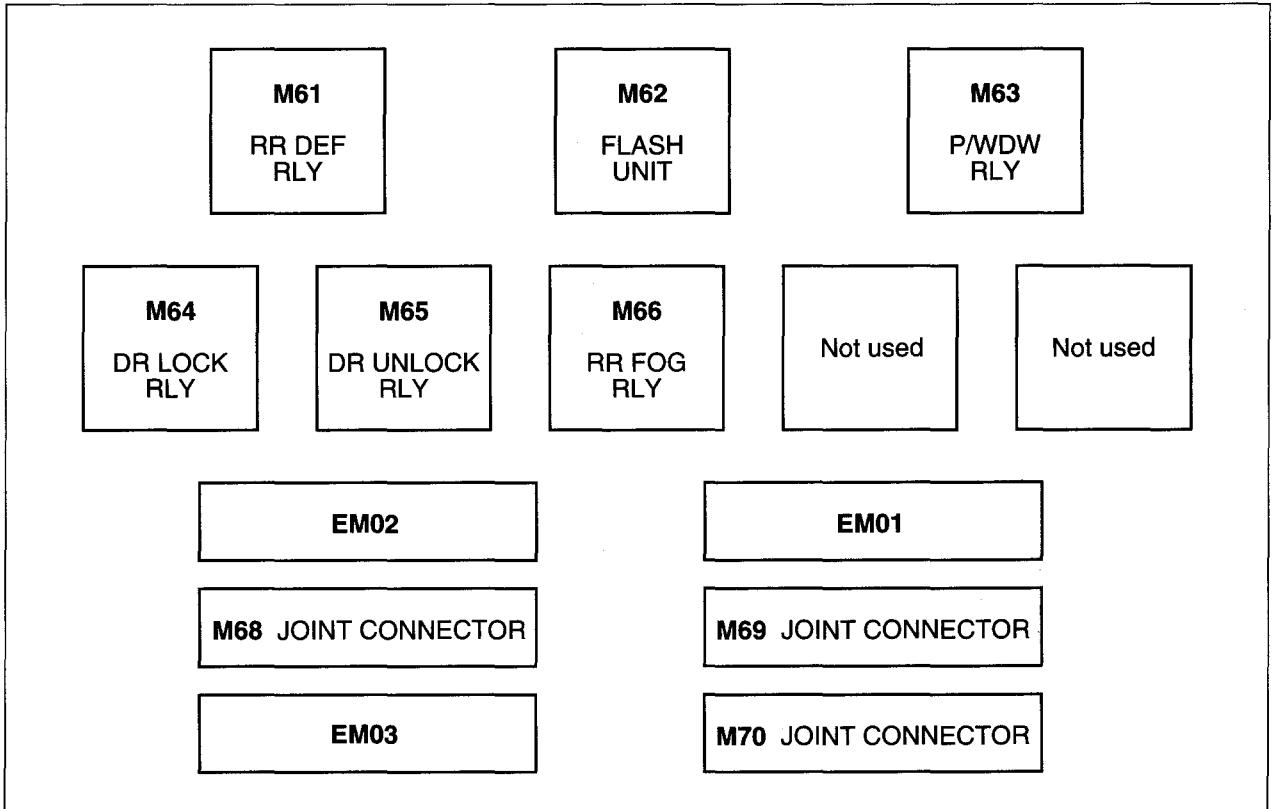 M61
RR DEF
RLY
M62
FLASH
UNIT
M63
P/WDW
RLY
M64
DR LOCK
RLY
M65
DR UNLOCK
RLY
M66
RR FOG
RLY
Not used
Not used
EM02
EM01
M68 JOINT CONNECTOR
M69 JOINT CONNECTOR
EM03
M70 JOINT CONNECTOR